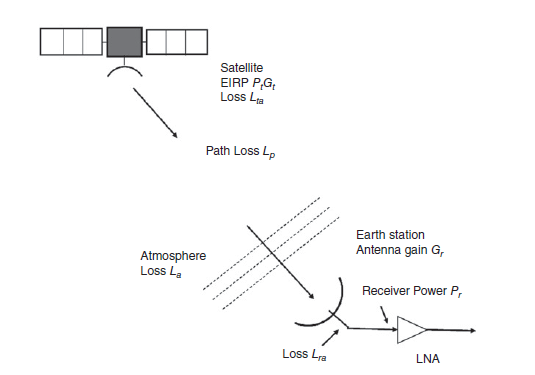 Satellite
EIRP PₜGₜ
Loss Lₜₐ
Path Loss Lₚ
Earth station
Antenna gain Gᵣ
Atmosphere
Loss Lₐ
Receiver Power Pᵣ
Loss Lᵣₐ
LNA